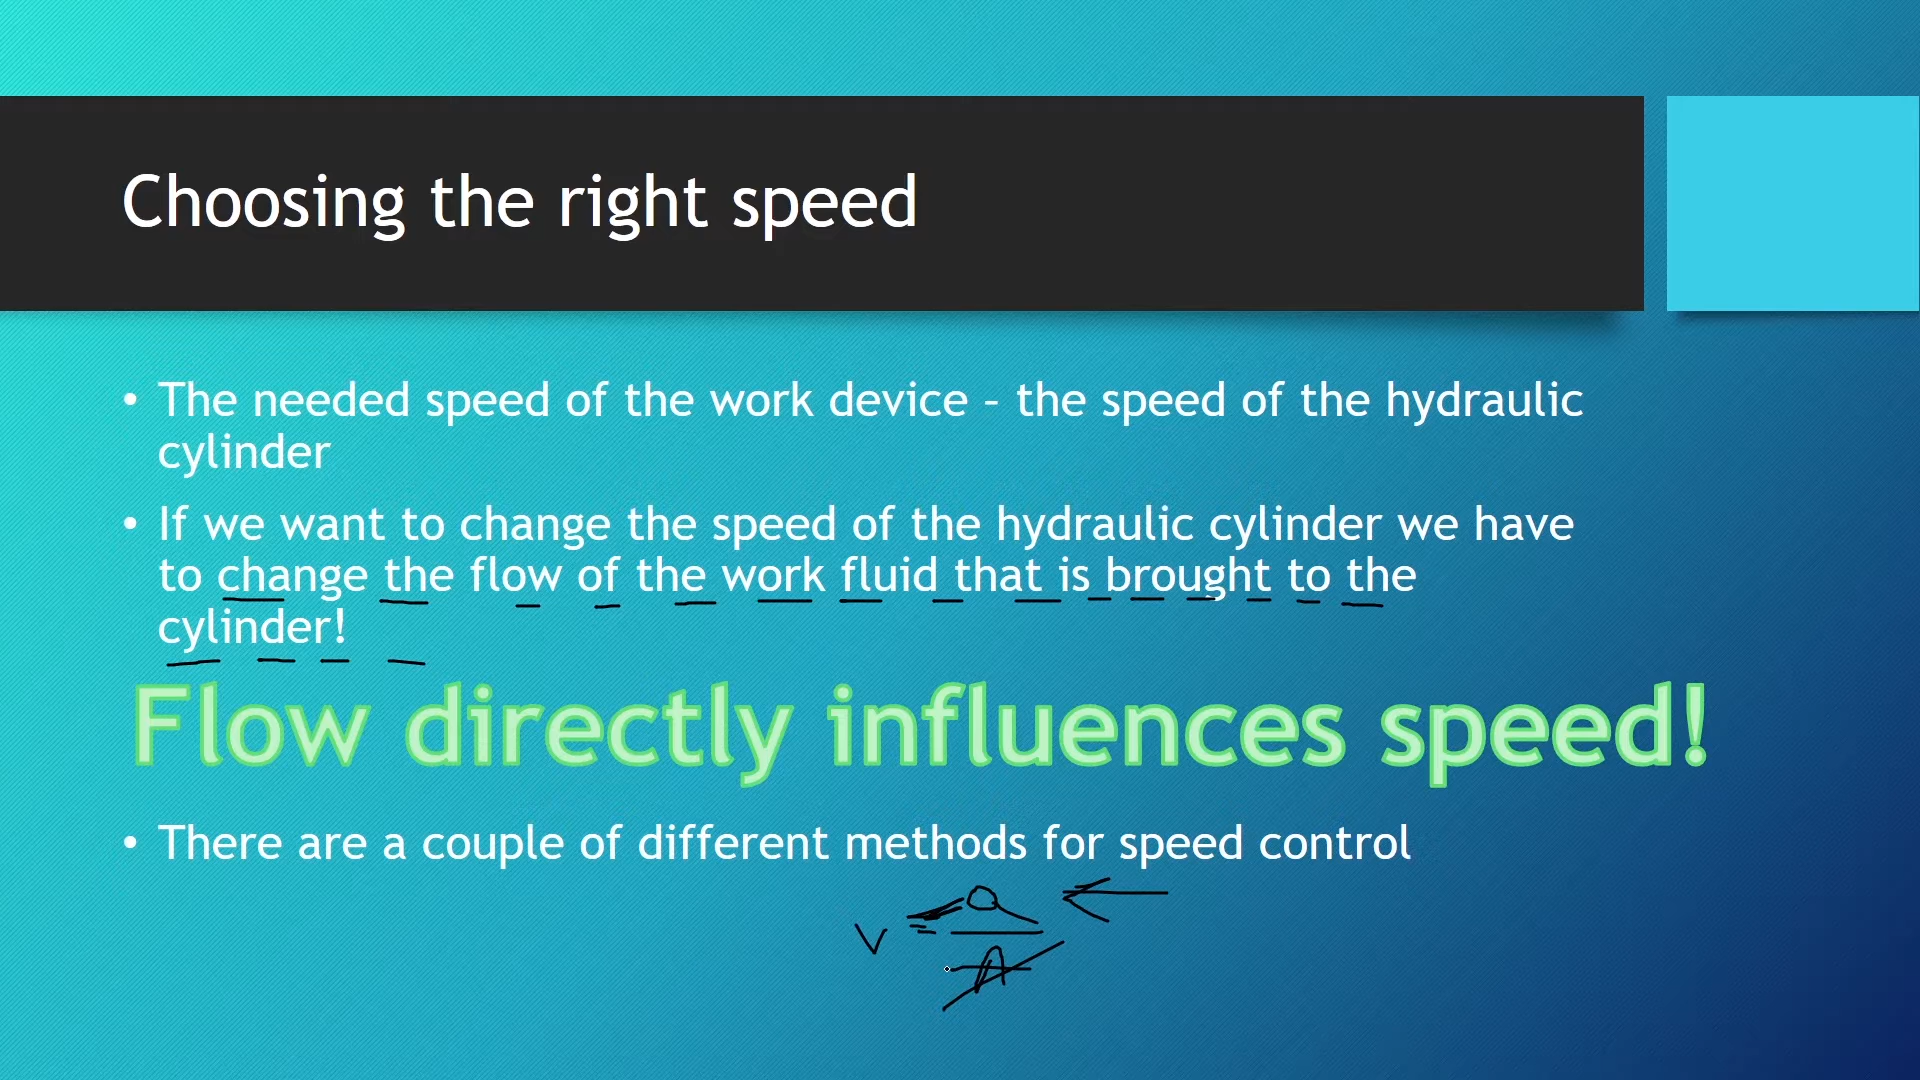 Choosing the right speed
• The needed speed of the work device – the speed of the hydraulic
cylinder
• If we want to change the speed of the hydraulic cylinder we have
to change the flow of the work fluid that is brought to the
cylinder!
Flow directly influences speed!
• There are a couple of different methods for speed control
v = Q
A